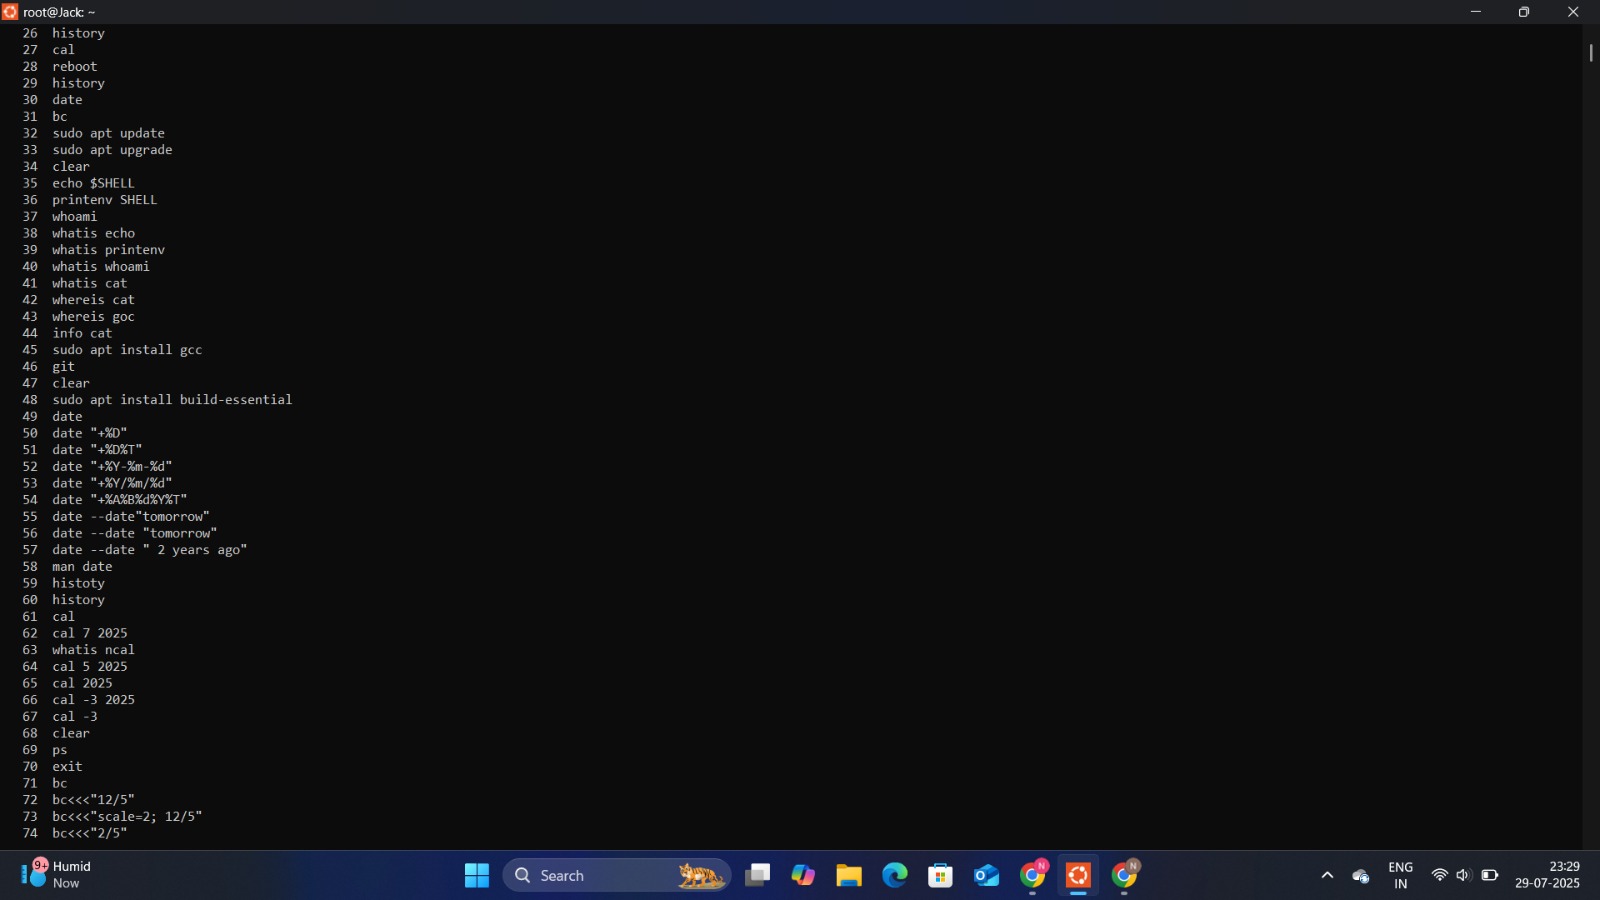 root@Jack: ~
26 history
27 cal
28 reboot
29 history
30 date
31 bc
32 sudo apt update
33 sudo apt upgrade
34 clear
35 echo $SHELL
36 printenv SHELL
37 whoami
38 whatis echo
39 whatis printenv
40 whatis whoami
41 whatis cat
42 whereis cat
43 whereis goc
44 info cat
45 sudo apt install gcc
46 git
47 clear
48 sudo apt install build-essential
49 date
50 date "+%D"
51 date "+%D%T"
52 date "+%Y-%m-%d"
53 date "+%Y/%m/%d"
54 date "+%A%B%d%Y%T"
55 date --date"tomorrow"
56 date --date "tomorrow"
57 date --date " 2 years ago"
58 man date
59 histoty
60 history
61 cal
62 cal 7 2025
63 whatis ncal
64 cal 5 2025
65 cal 2025
66 cal -3 2025
67 cal -3
68 clear
69 ps
70 exit
71 bc
72 bc<<<"12/5"
73 bc<<<"scale=2; 12/5"
74 bc<<<"2/5"
9+
Humid
Now
Search
N
N
ENG
IN
23:29
29-07-2025